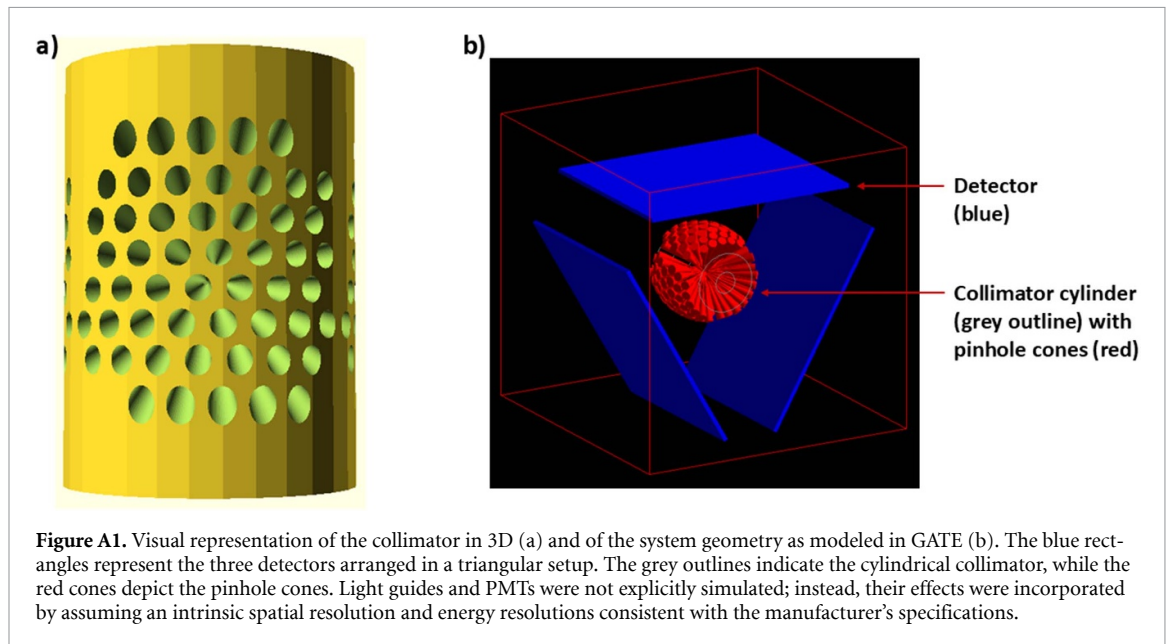 a)
b)
Detector
(blue)
Collimator cylinder
(grey outline) with
pinhole cones (red)
Figure A1. Visual representation of the collimator in 3D (a) and of the system geometry as modeled in GATE (b). The blue rect-
angles represent the three detectors arranged in a triangular setup. The grey outlines indicate the cylindrical collimator, while the
red cones depict the pinhole cones. Light guides and PMTs were not explicitly simulated; instead, their effects were incorporated
by assuming an intrinsic spatial resolution and energy resolutions consistent with the manufacturer's specifications.